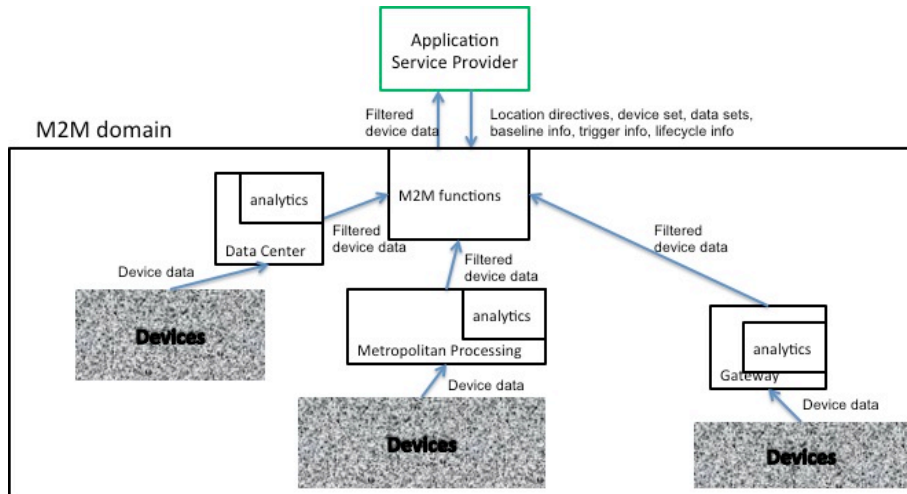 Application
Service Provider
Filtered
device data
Location directives, device set, data sets,
baseline info, trigger info, lifecycle info
M2M domain
M2M functions
analytics
Data Center
Filtered
device data
Filtered
device data
Filtered
device data
Device data
Devices
analytics
Metropolitan Processing
Device data
Devices
analytics
Gateway
Device data
Devices